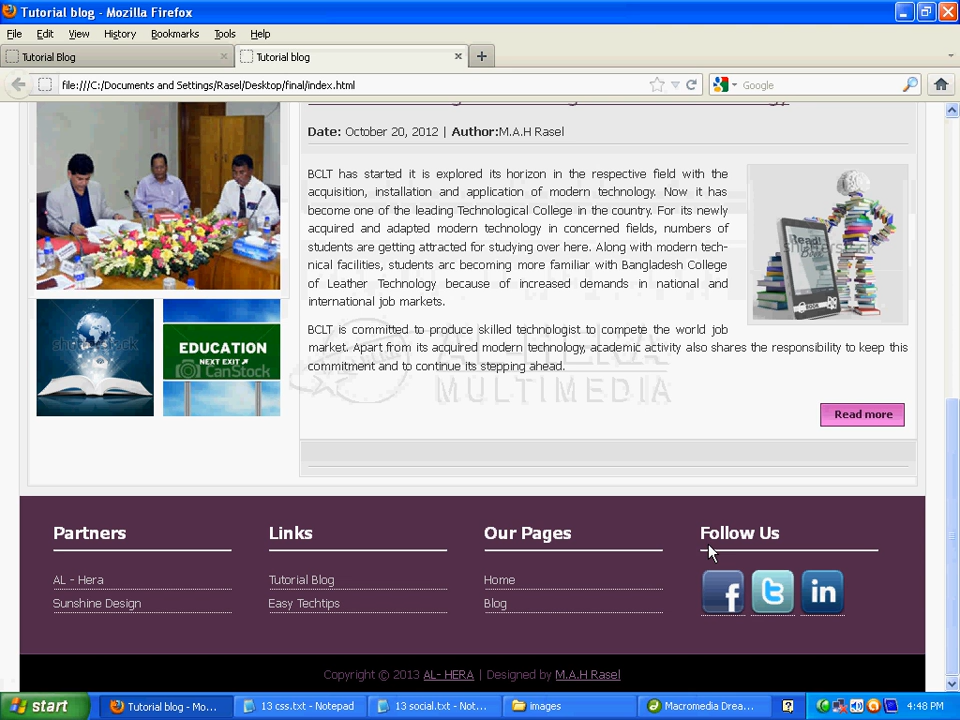 Tutorial blog - Mozilla Firefox
File Edit View History Bookmarks Tools Help
Tutorial Blog
Tutorial blog
file:///C:/Documents and Settings/Rasel/Desktop/final/index.html
Google
Date: October 20, 2012 | Author:M.A.H Rasel
BCLT has started it is explored its horizon in the respective field with the
acquisition, installation and application of modern technology. Now it has
become one of the leading Technological College in the country. For its newly
acquired and adapted modern technology in concerned fields, numbers of
students are getting attracted for studying over here. Along with modern tech-
nical facilities, students arc becoming more familiar with Bangladesh College
of Leather Technology because of increased demands in national and
international job markets.
BCLT is committed to produce skilled technologist to compete the world job
market. Apart from its acquired modern technology, academic activity also shares the responsibility to keep this
commitment and to continue its stepping ahead.
Read more
shutterstock
shutterstock
EDUCATION
NEXT EXIT
CanStock
AL-HERA
MULTIMEDIA
Partners
AL - Hera
Sunshine Design
Links
Tutorial Blog
Easy Techtips
Our Pages
Home
Blog
Follow Us
f
t
in
Copyright © 2013 AL- HERA | Designed by M.A.H Rasel
start
Tutorial blog - Mo...
13 css.txt - Notepad
13 social.txt - Not...
images
Macromedia Drea...
4:48 PM